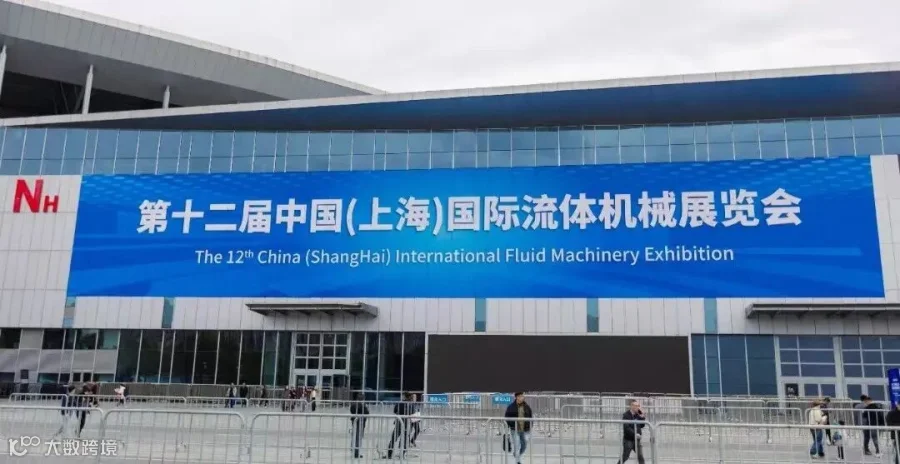 NH
第十二届中国(上海)国际流体机械展览会
The 12th China (ShangHai) International Fluid Machinery Exhibition
大数跨境